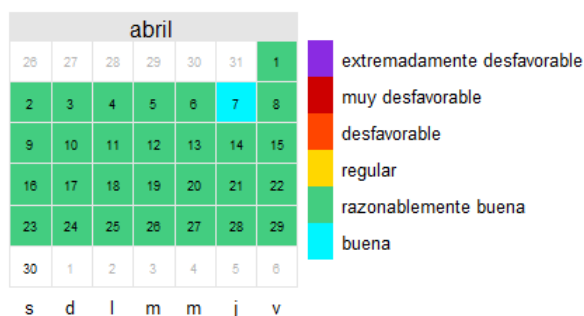 abril
26 27 28 29 30 31 1
2 3 4 5 6 7 8
9 10 11 12 13 14 15
16 17 18 19 20 21 22
23 24 25 26 27 28 29
30 1 2 3 4 5 6
s d l m m j v
extremadamente desfavorable
muy desfavorable
desfavorable
regular
razonablemente buena
buena